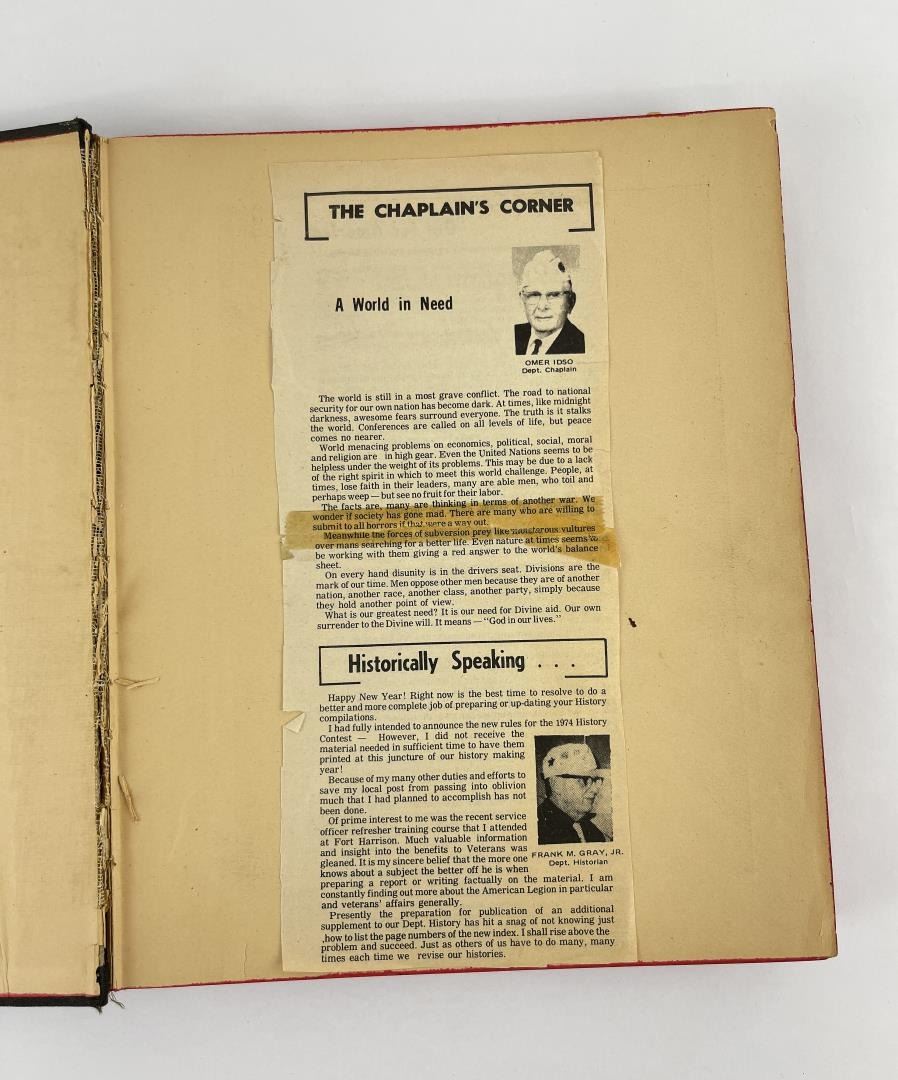 THE CHAPLAIN'S CORNER
A World in Need
OMER IDSO
Dept. Chaplain
The world is still in a most grave conflict. The road to national
security for our own nation has become dark. At times, like midnight
darkness, awesome fears surround everyone. The truth is it stalks
the world. Conferences are called on all levels of life, but peace
comes no nearer.
World menacing problems on economics, political, social, moral
and religion are in high gear. Even the United Nations seems to be
helpless under the weight of its problems. This may be due to a lack
of the right spirit in which to meet this world challenge. People, at
times, lose faith in their leaders, many are able men, who toil and
perhaps weep — but see no fruit for their labor.
The facts are, many are thinking in terms of another war. We
wonder if society has gone mad. There are many who are willing to
submit to all horrors if that were a way out.
Meanwhile the forces of subversion prey like monstarous vultures
over mans searching for a better life. Even nature at times seems to
be working with them giving a red answer to the world's balance
sheet.
On every hand disunity is in the drivers seat. Divisions are the
mark of our time. Men oppose other men because they are of another
nation, another race, another class, another party, simply because
they hold another point of view.
What is our greatest need? It is our need for Divine aid. Our own
surrender to the Divine will. It means — "God in our lives."
Historically Speaking . . .
Happy New Year! Right now is the best time to resolve to do a
better and more complete job of preparing or up-dating your History
compilations.
I had fully intended to announce the new rules for the 1974 History
Contest — However, I did not receive the
material needed in sufficient time to have them
printed at this juncture of our history making
year!
Because of my many other duties and efforts to
save my local post from passing into oblivion
much that I had planned to accomplish has not
been done.
Of prime interest to me was the recent service
officer refresher training course that I attended
at Fort Harrison. Much valuable information
and insight into the benefits to Veterans was
gleaned. It is my sincere belief that the more one
knows about a subject the better off he is when
preparing a report or writing factually on the material. I am
constantly finding out more about the American Legion in particular
and veterans' affairs generally.
FRANK M. GRAY, JR.
Dept. Historian
Presently the preparation for publication of an additional
supplement to our Dept. History has hit a snag of not knowing just
,how to list the page numbers of the new index. I shall rise above the
problem and succeed. Just as others of us have to do many, many
times each time we revise our histories.